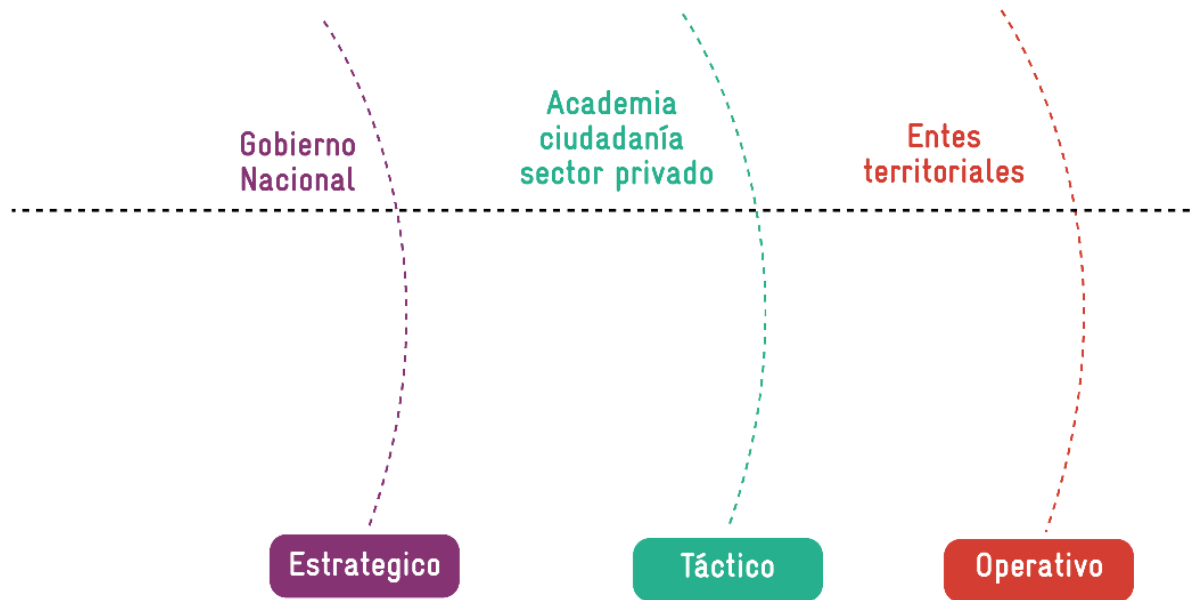 Gobierno
Nacional
Academia
ciudadanía
sector privado
Entes
territoriales
Estrategico
Táctico
Operativo